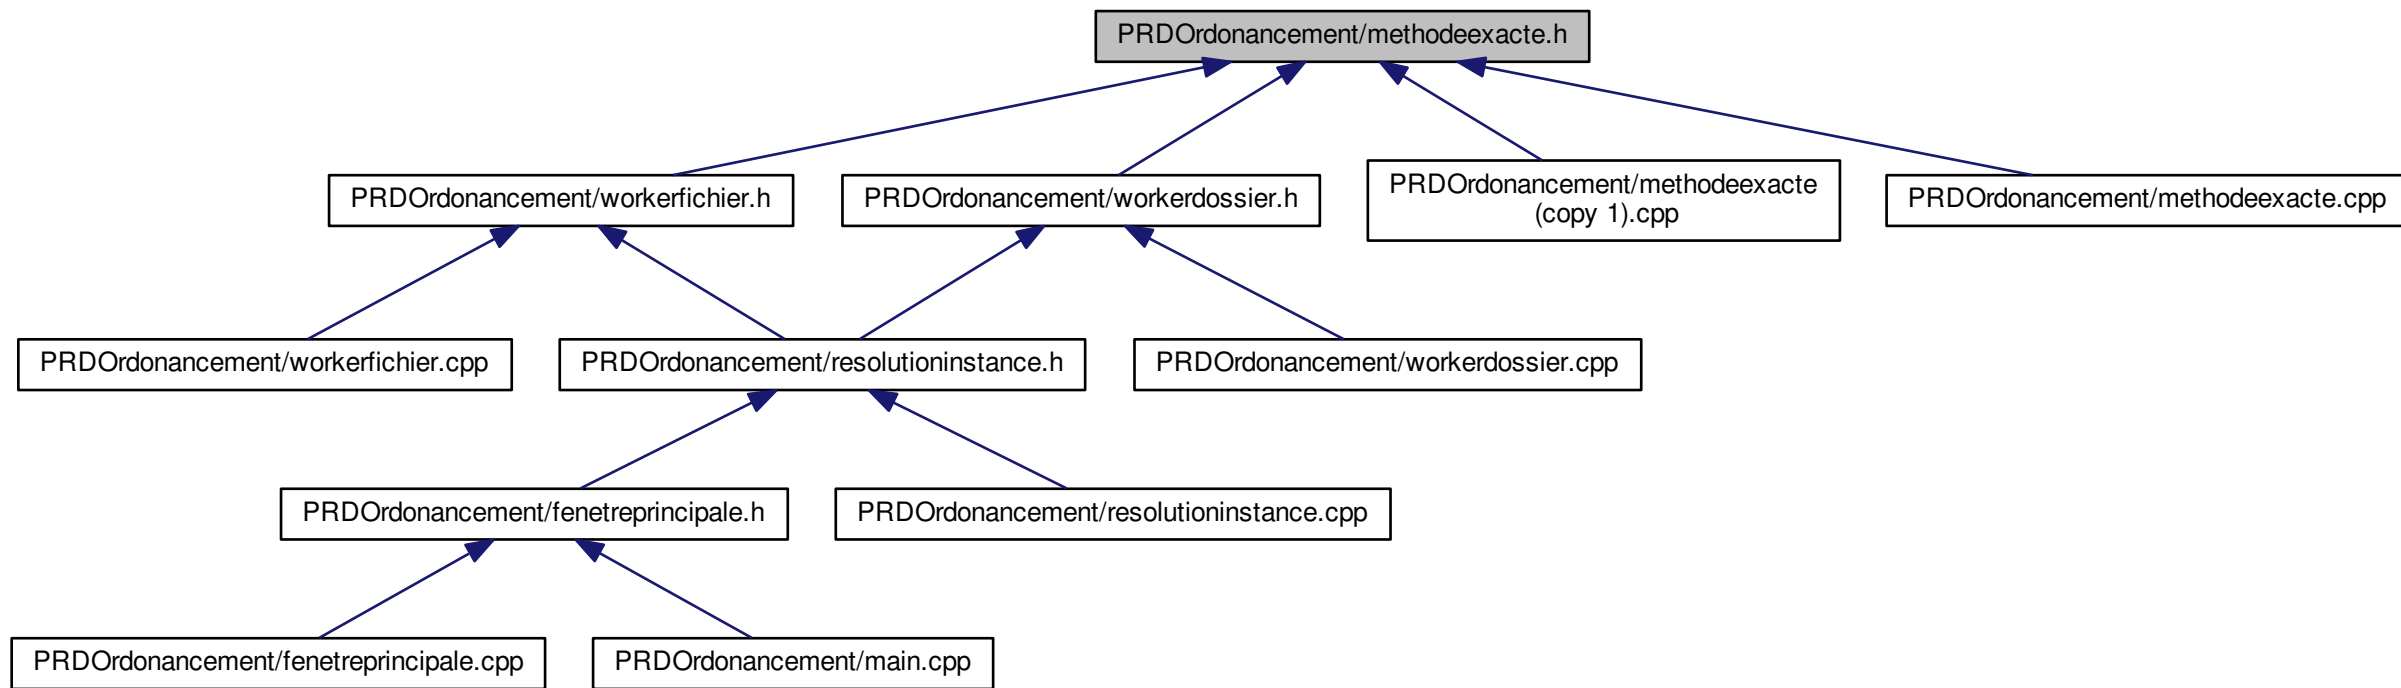 PRDOrdonancement/methodeexacte.h
PRDOrdonancement/workerfichier.h
PRDOrdonancement/workerdossier.h
PRDOrdonancement/methodeexacte
(copy 1).cpp
PRDOrdonancement/methodeexacte.cpp
PRDOrdonancement/workerfichier.cpp
PRDOrdonancement/resolutioninstance.h
PRDOrdonancement/workerdossier.cpp
PRDOrdonancement/fenetreprincipale.h
PRDOrdonancement/resolutioninstance.cpp
PRDOrdonancement/fenetreprincipale.cpp
PRDOrdonancement/main.cpp